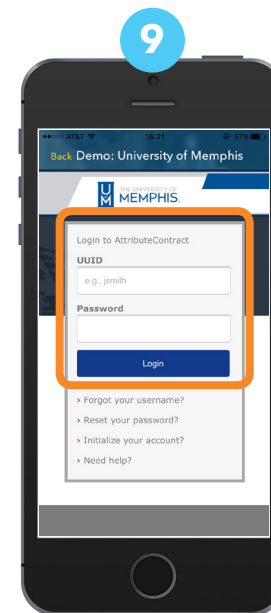 9
AT&T 16:21 67%
Back Demo: University of Memphis
THE UNIVERSITY OF
MEMPHIS.
Login to AttributeContract
UUID
e.g., jsmith
Password
Login
› Forgot your username?
› Reset your password?
› Initialize your account?
› Need help?